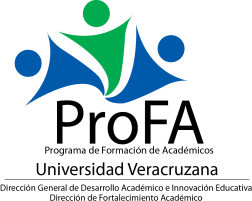 ProFA
Programa de Formación de Académicos
Universidad Veracruzana
Dirección General de Desarrollo Académico e Innovación Educativa
Dirección de Fortalecimiento Académico